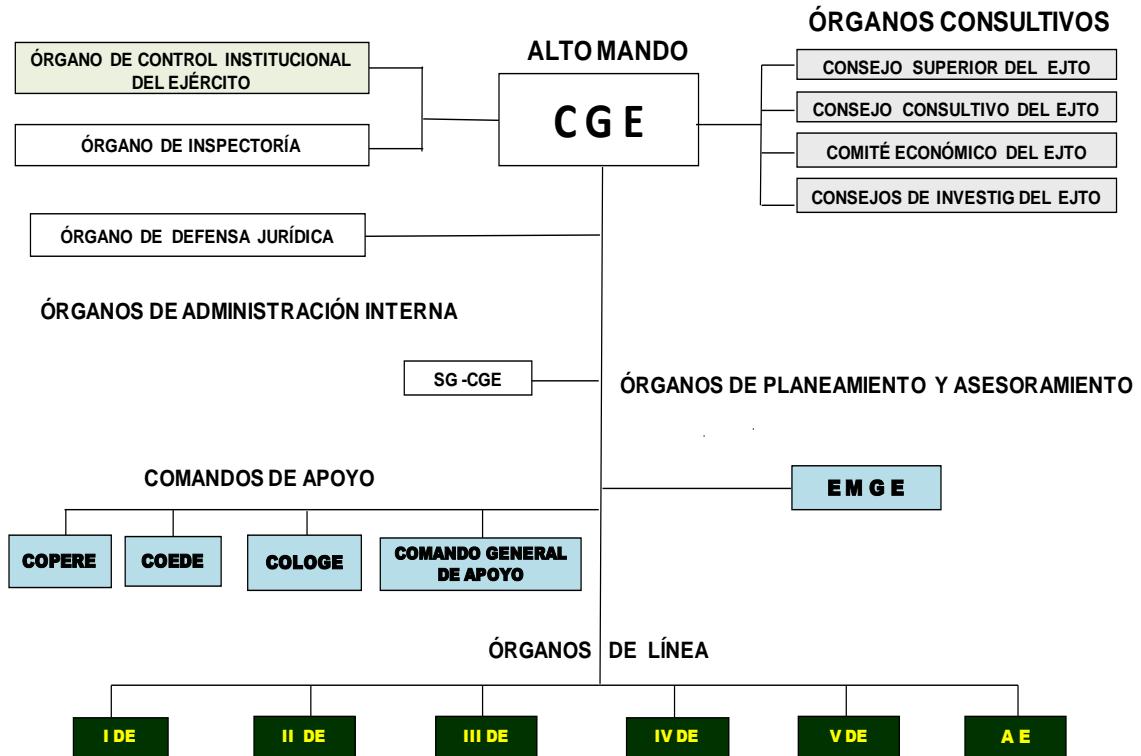 ÓRGANOS CONSULTIVOS
ALTO MANDO
ÓRGANO DE CONTROL INSTITUCIONAL
DEL EJÉRCITO
C G E
CONSEJO SUPERIOR DEL EJTO
CONSEJO CONSULTIVO DEL EJTO
ÓRGANO DE INSPECTORÍA
COMITÉ ECONÓMICO DEL EJTO
CONSEJOS DE INVESTIG DEL EJTO
ÓRGANO DE DEFENSA JURÍDICA
ÓRGANOS DE ADMINISTRACIÓN INTERNA
SG -CGE
ÓRGANOS DE PLANEAMIENTO Y ASESORAMIENTO
COMANDOS DE APOYO
E M G E
COPERE
COEDE
COLOGE
COMANDO GENERAL
DE APOYO
ÓRGANOS DE LÍNEA
I DE
II DE
III DE
IV DE
V DE
A E